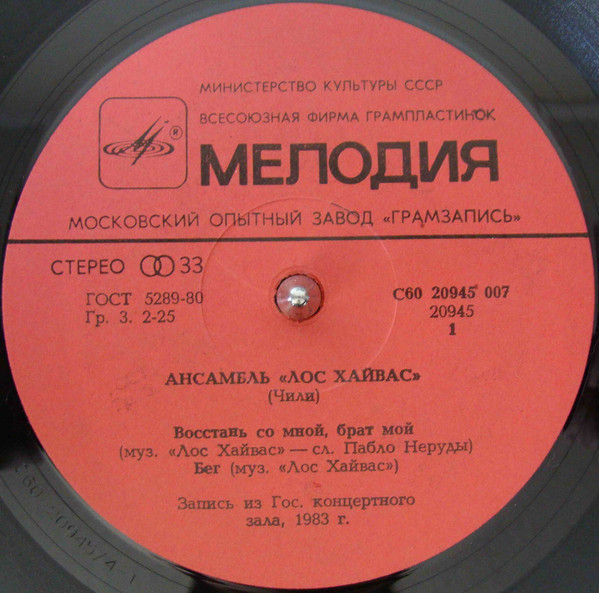 МИНИСТЕРСТВО КУЛЬТУРЫ СССР
ВСЕСОЮЗНАЯ ФИРМА ГРАМПЛАСТИНОК
®
МЕЛОДИЯ
МОСКОВСКИЙ ОПЫТНЫЙ ЗАВОД «ГРАМЗАПИСЬ»
СТЕРЕО 33
ГОСТ 5289-80
Гр. 3. 2-25
С60 20945 007
20945
1
АНСАМБЛЬ «ЛОС ХАЙВАС»
(Чили)
Восстань со мной, брат мой
(муз. «Лос Хайвас» — сл. Пабло Неруды)
Бег (муз. «Лос Хайвас»)
Запись из Гос. концертного
зала, 1983 г.